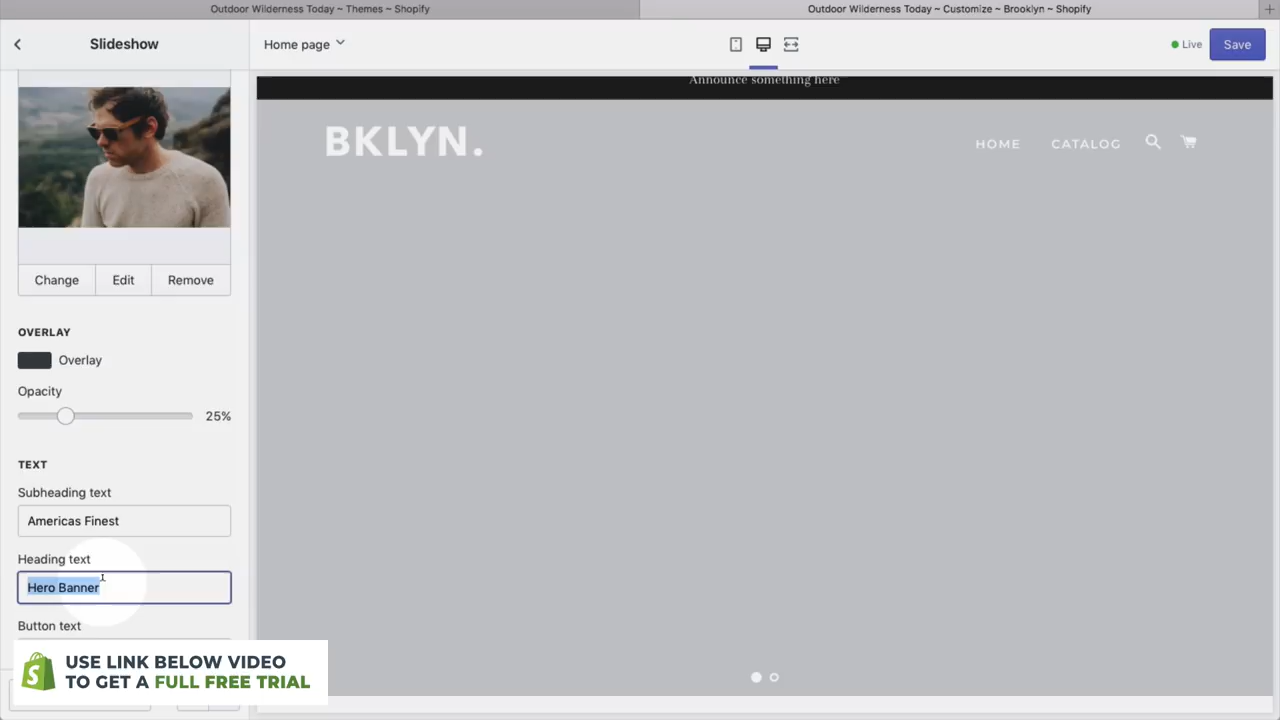 Outdoor Wilderness Today ~ Themes ~ Shopify
Outdoor Wilderness Today ~ Customize ~ Brooklyn ~ Shopify
Slideshow
Home page
Live
Save
Announce something here
BKLYN.
HOME CATALOG
Change Edit Remove
OVERLAY
Overlay
Opacity
25%
TEXT
Subheading text
Americas Finest
Heading text
Hero Banner
Button text
USE LINK BELOW VIDEO
TO GET A FULL FREE TRIAL